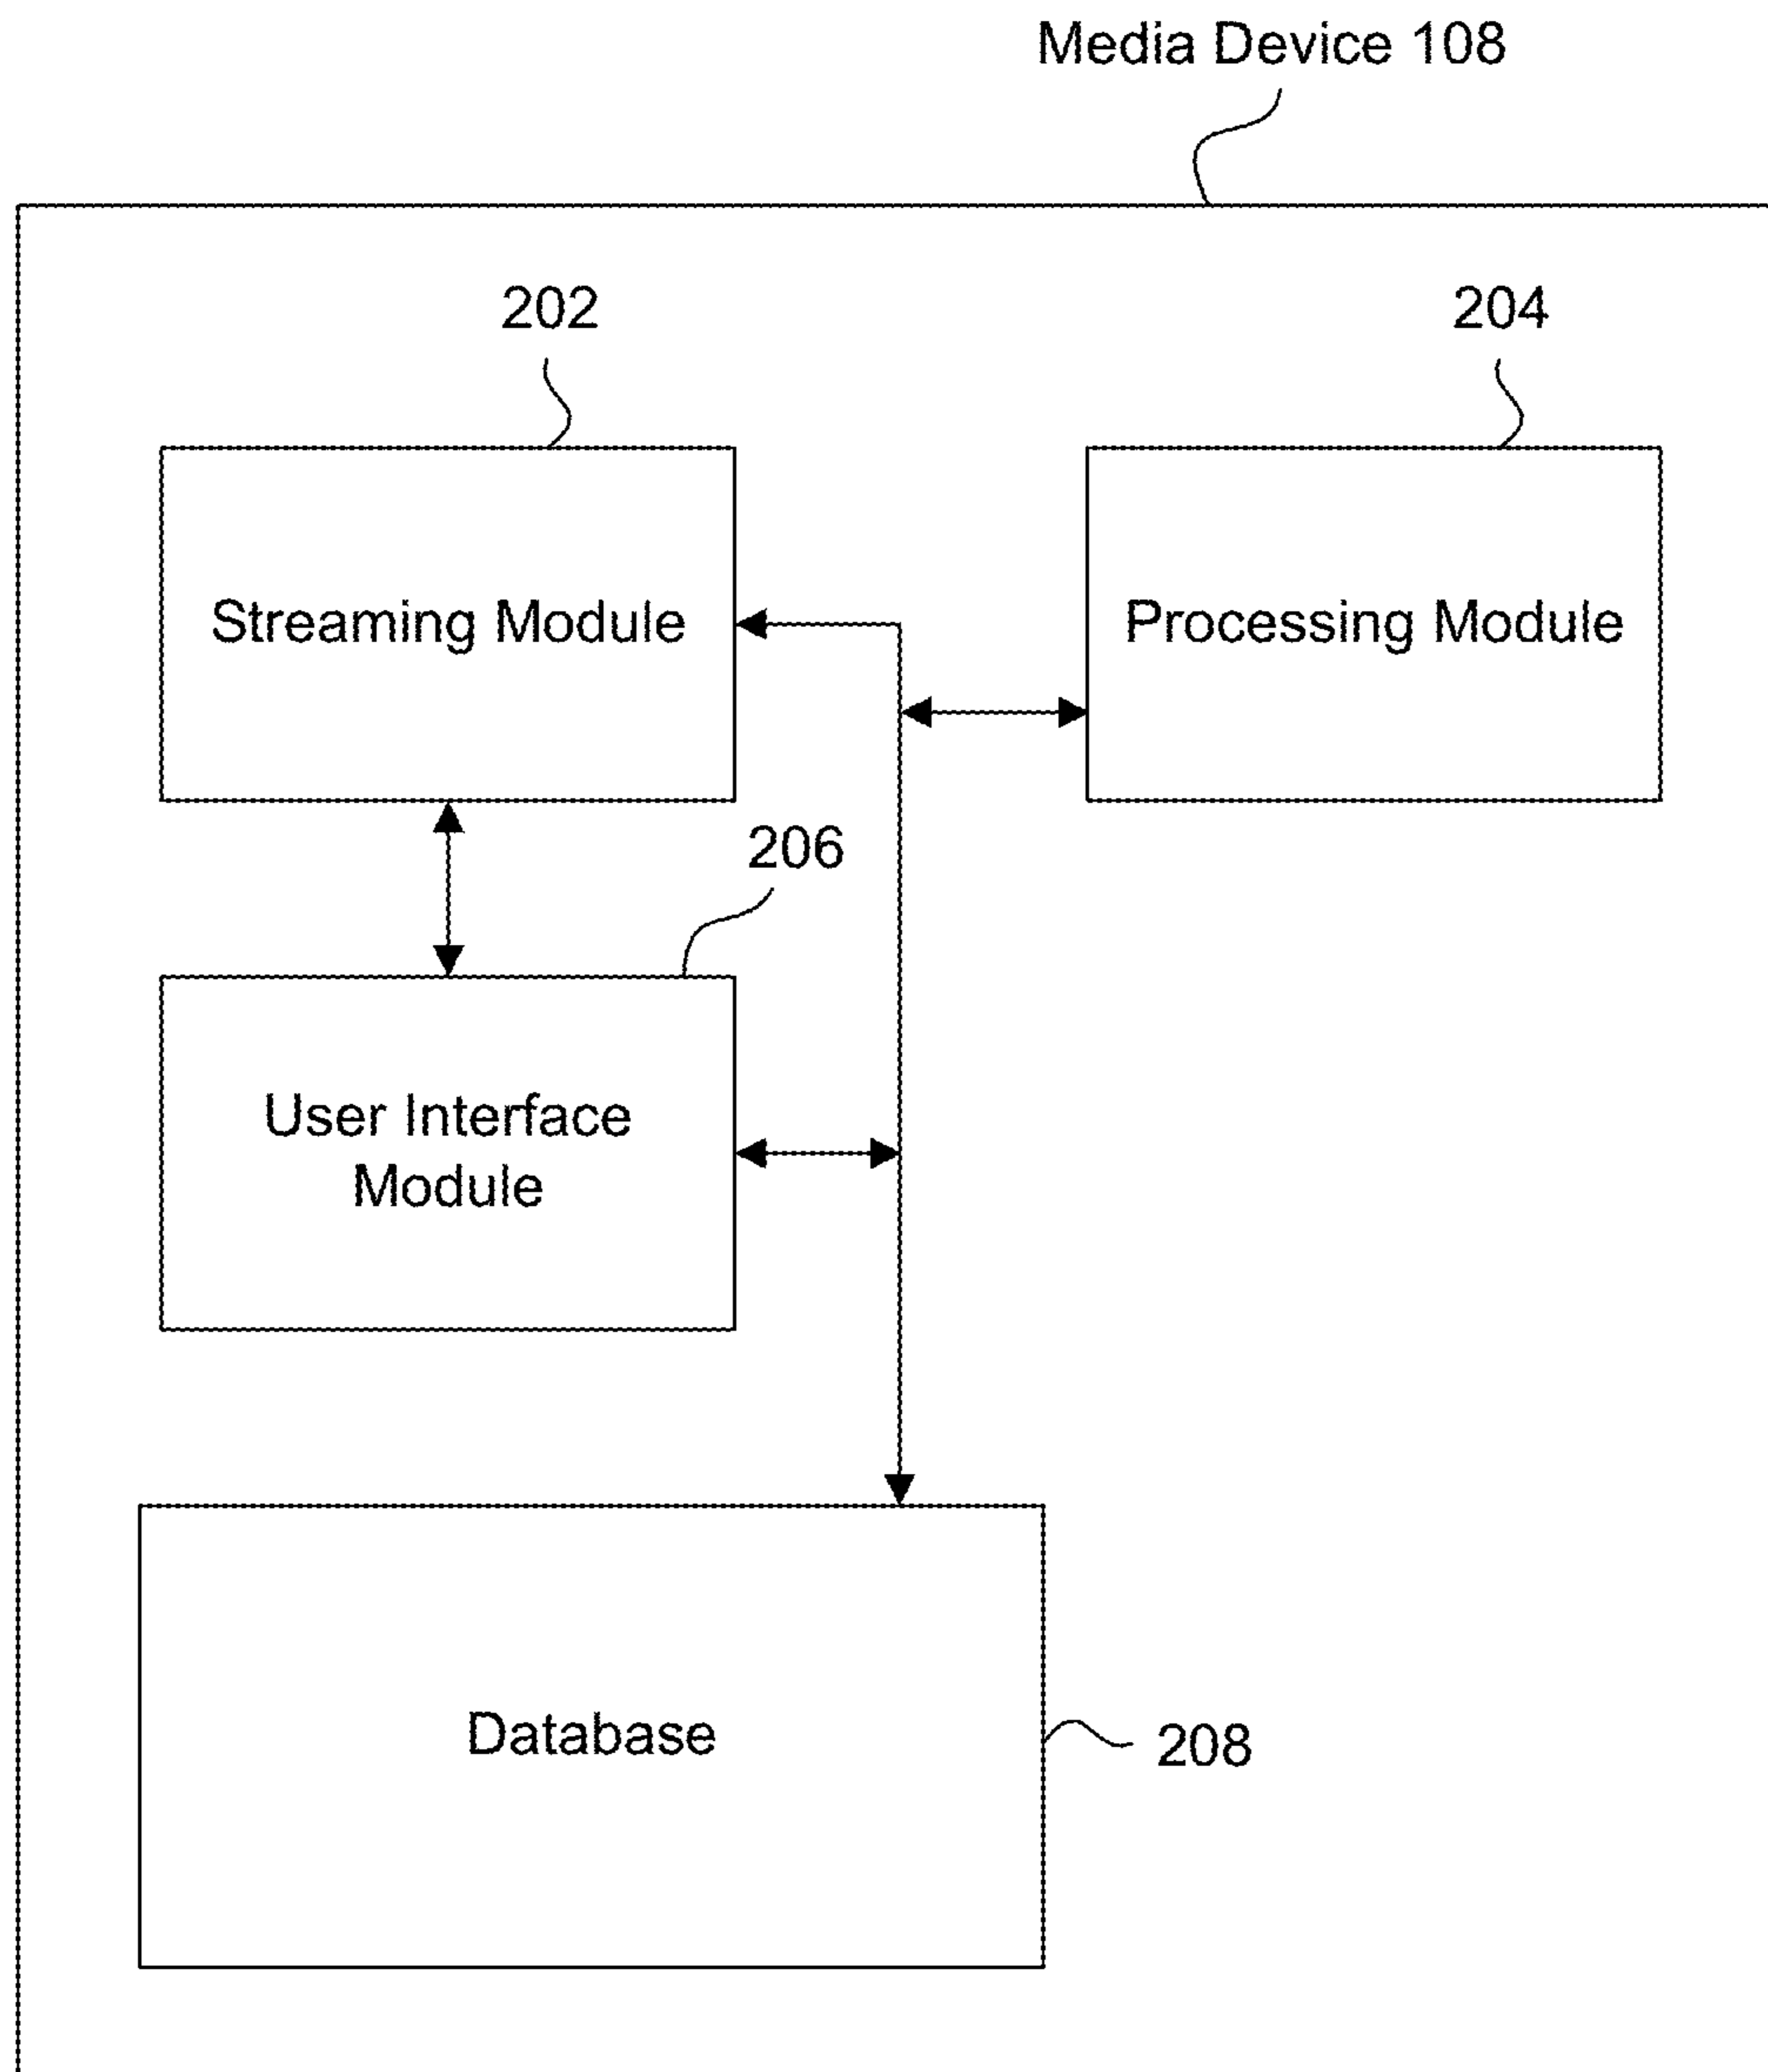 Media Device 108
202
204
Streaming Module
Processing Module
206
User Interface
Module
Database
208